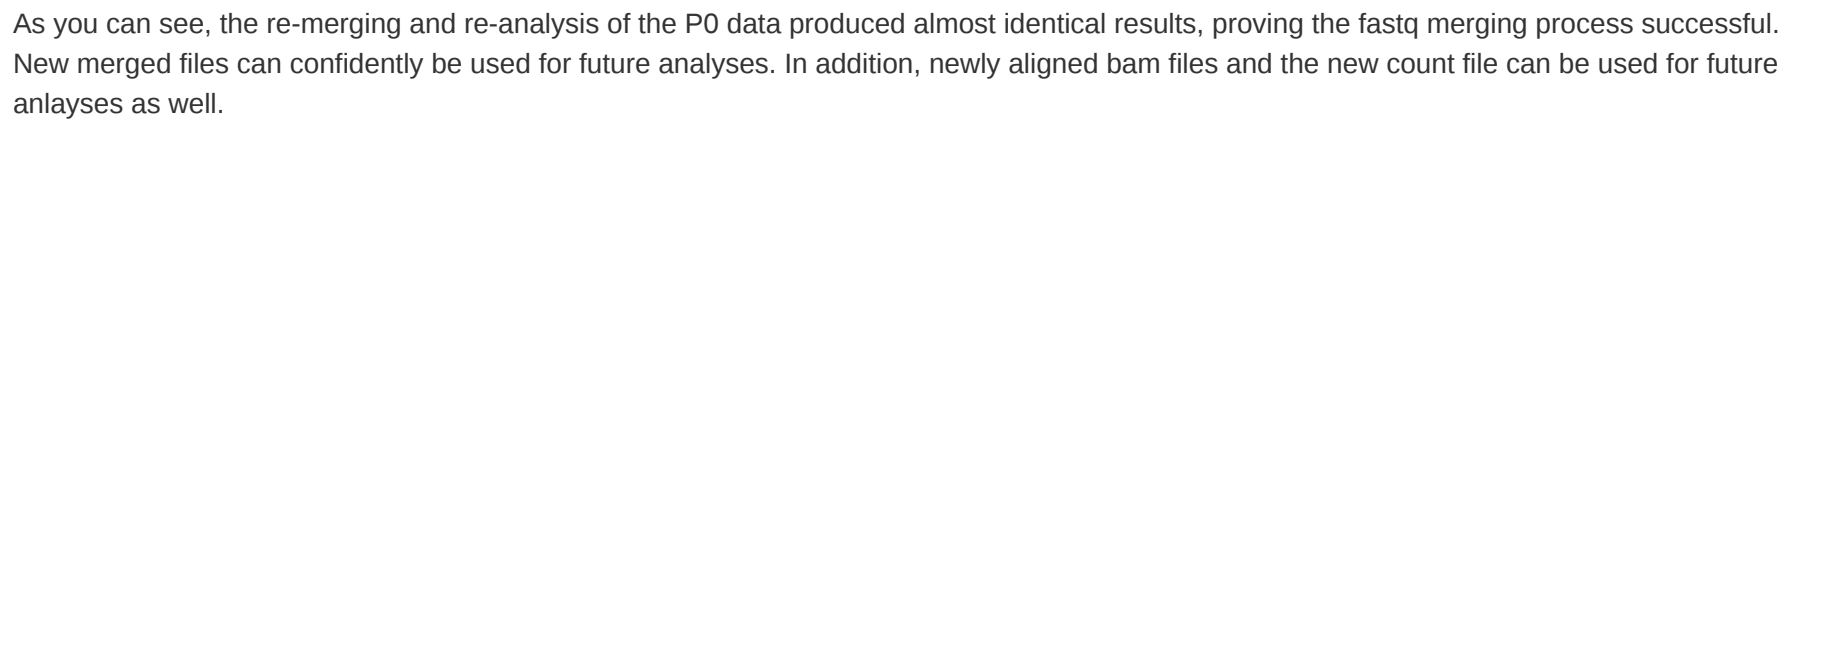 As you can see, the re-merging and re-analysis of the P0 data produced almost identical results, proving the fastq merging process successful.
New merged files can confidently be used for future analyses. In addition, newly aligned bam files and the new count file can be used for future
anlayses as well.